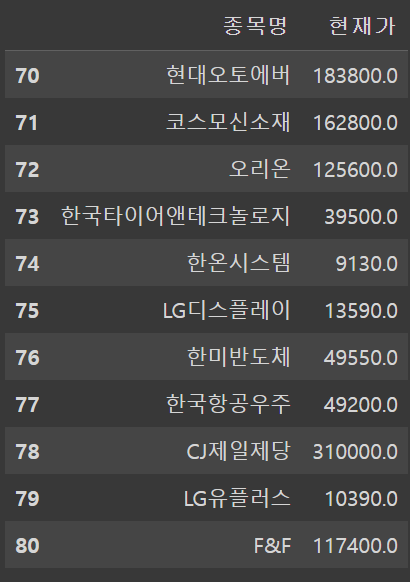 종목명 현재가
70 현대오토에버 183800.0
71 코스모신소재 162800.0
72 오리온 125600.0
73 한국타이어앤테크놀로지 39500.0
74 한온시스템 9130.0
75 LG디스플레이 13590.0
76 한미반도체 49550.0
77 한국항공우주 49200.0
78 CJ제일제당 310000.0
79 LG유플러스 10390.0
80 F&F 117400.0